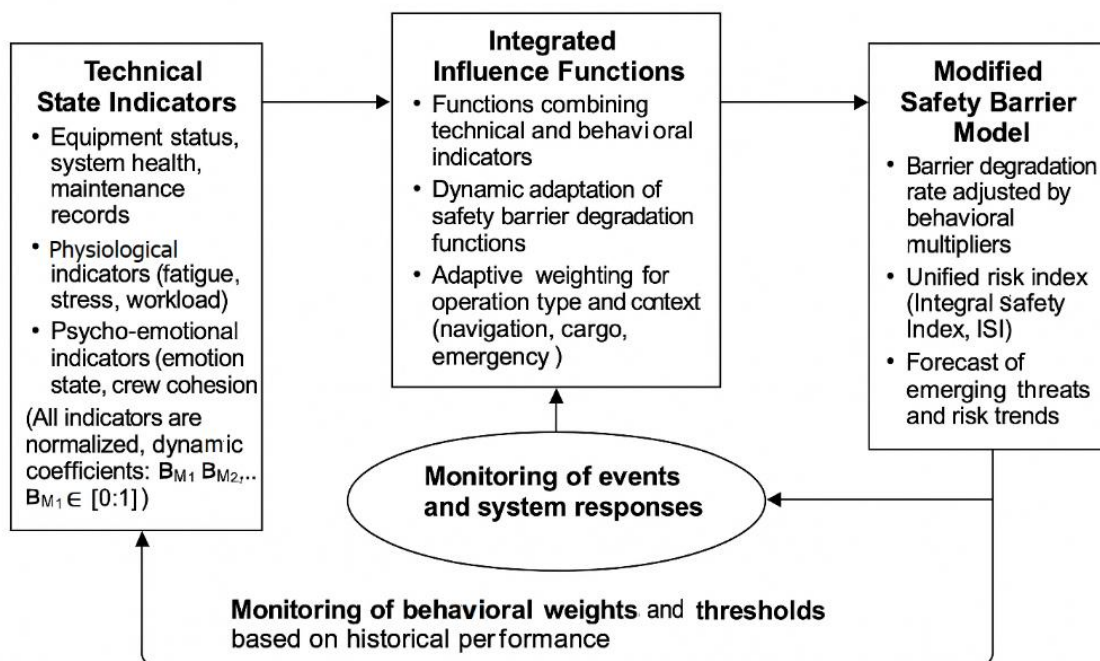 Technical
State Indicators
• Equipment status,
system health,
maintenance
records
• Physiological
indicators (fatigue,
stress, workload)
• Psycho-emotional
indicators (emotion
state, crew cohesion
(All indicators are
normalized, dynamic
coefficients: B_M1 B_M2,..
B_M1 ∈ [0:1])
Integrated
Influence Functions
• Functions combining
technical and behavioral
indicators
• Dynamic adaptation of
safety barrier degradation
functions
• Adaptive weighting for
operation type and context
(navigation, cargo,
emergency )
Modified
Safety Barrier
Model
• Barrier degradation
rate adjusted by
behavioral
multipliers
• Unified risk index
(Integral Safety
Index, ISI)
• Forecast of
emerging threats
and risk trends
Monitoring of events
and system responses
Monitoring of behavioral weights and thresholds
based on historical performance